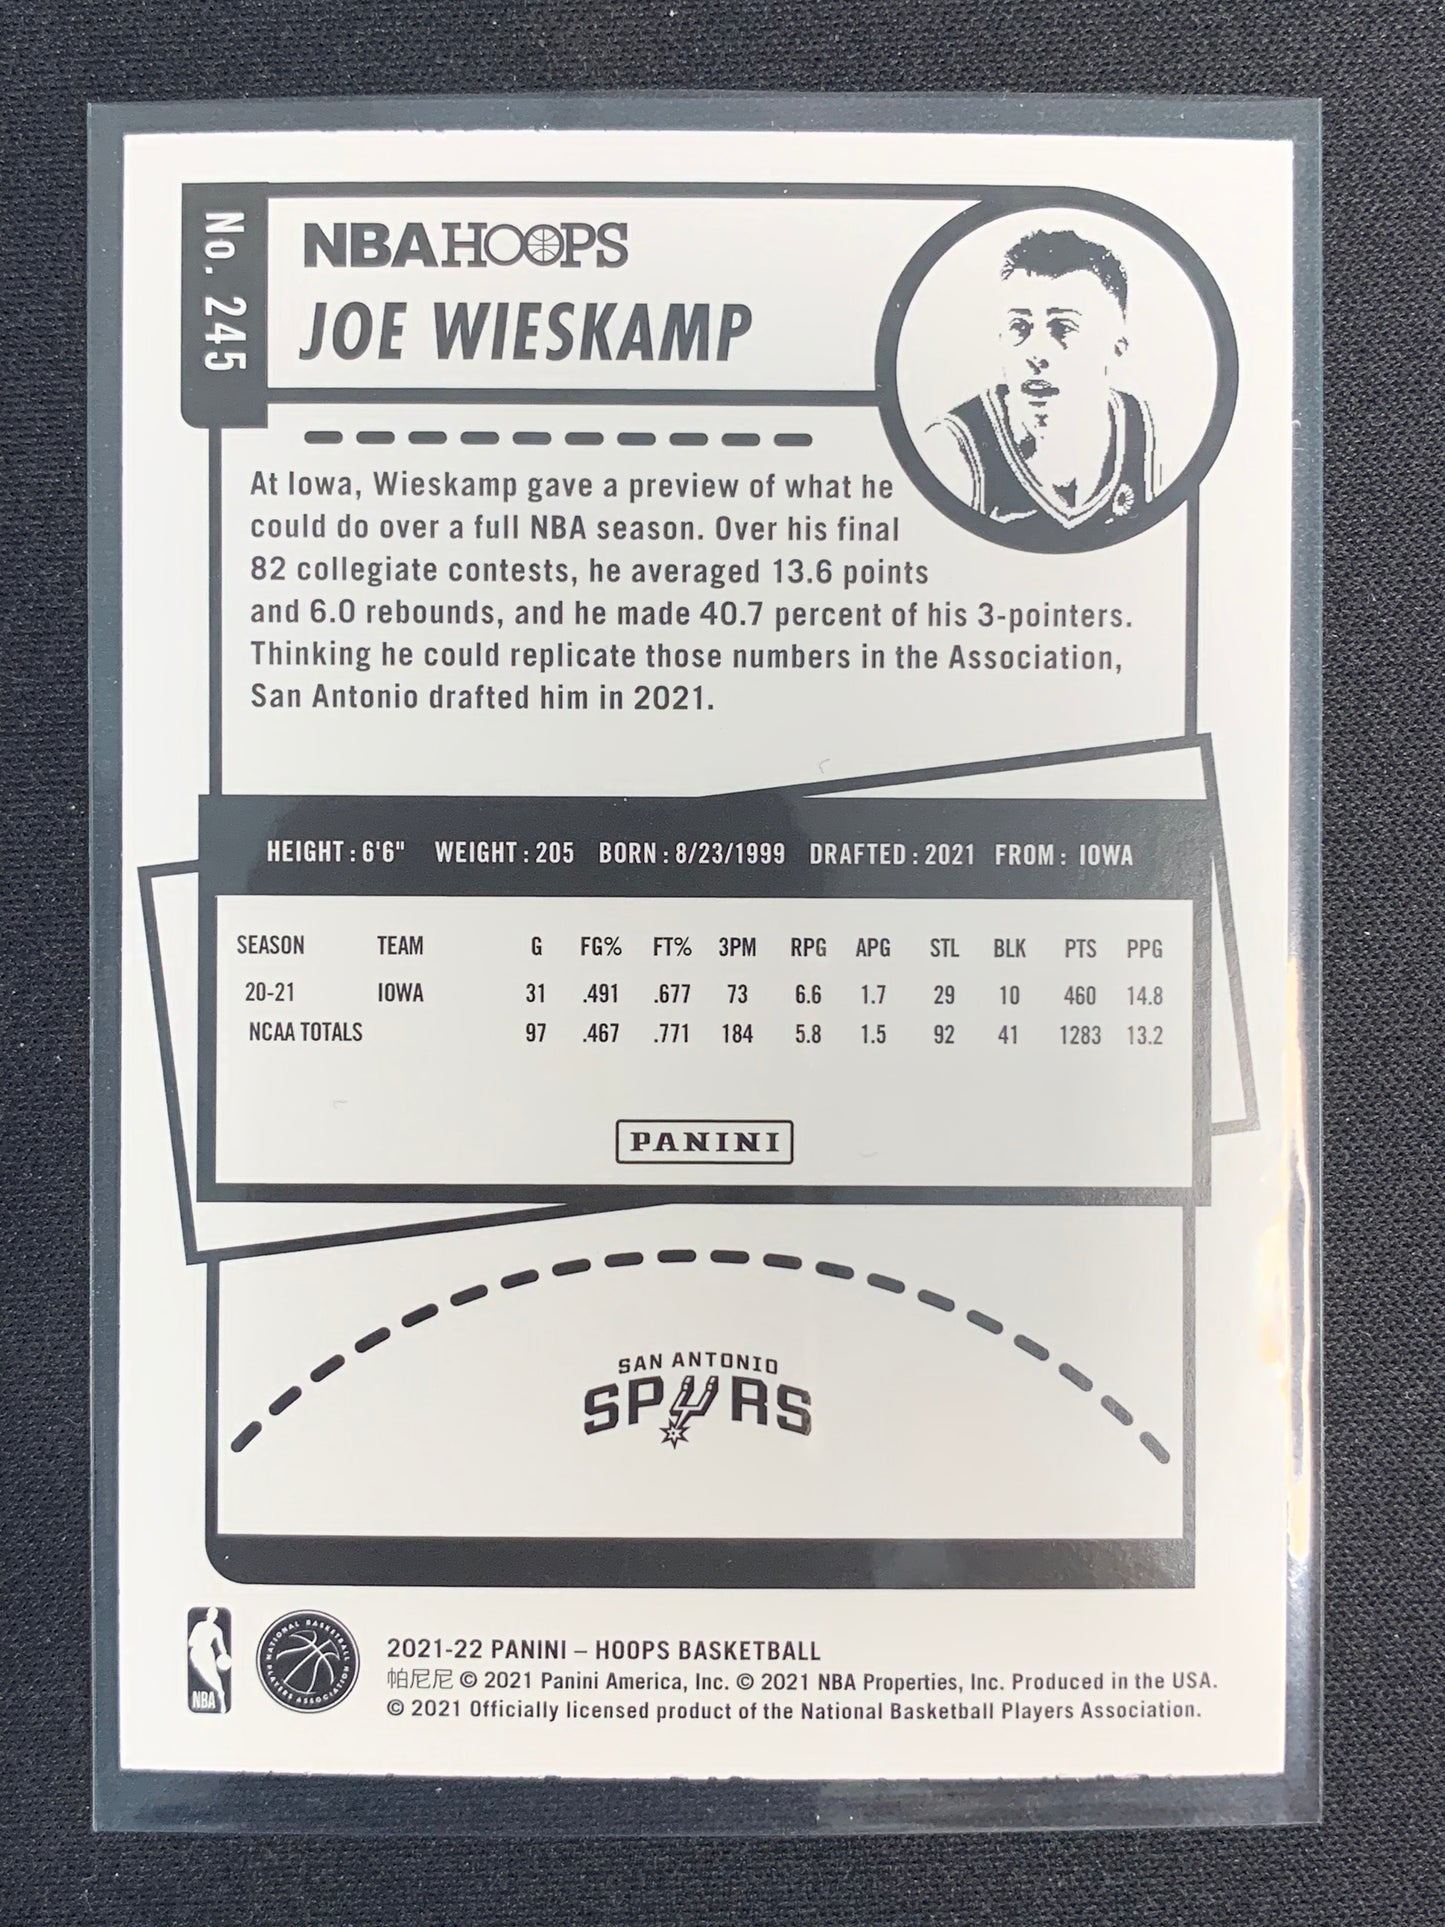 No. 245
NBA HOOPS
JOE WIESKAMP
At Iowa, Wieskamp gave a preview of what he
could do over a full NBA season. Over his final
82 collegiate contests, he averaged 13.6 points
and 6.0 rebounds, and he made 40.7 percent of his 3-pointers.
Thinking he could replicate those numbers in the Association,
San Antonio drafted him in 2021.
HEIGHT : 6'6" WEIGHT : 205 BORN : 8/23/1999 DRAFTED : 2021 FROM : IOWA
SEASON TEAM G FG% FT% 3PM RPG APG STL BLK PTS PPG
20-21 IOWA 31 .491 .677 73 6.6 1.7 29 10 460 14.8
NCAA TOTALS 97 .467 .771 184 5.8 1.5 92 41 1283 13.2
PANINI
SAN ANTONIO
SPURS
NBA
NATIONAL BASKETBALL PLAYERS ASSOCIATION
2021-22 PANINI – HOOPS BASKETBALL
帕尼尼 © 2021 Panini America, Inc. © 2021 NBA Properties, Inc. Produced in the USA.
© 2021 Officially licensed product of the National Basketball Players Association.